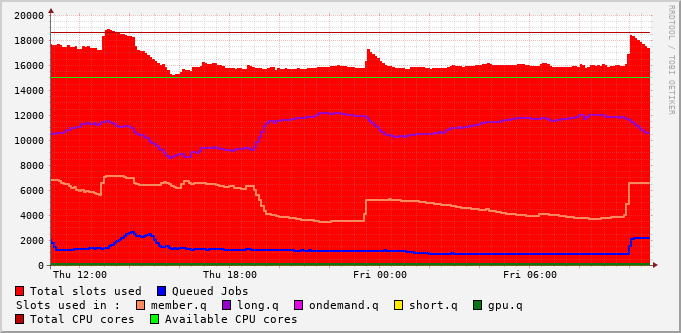 20000
18000
16000
14000
12000
10000
8000
6000
4000
2000
0
Thu 12:00 Thu 18:00 Fri 00:00 Fri 06:00
RRDTOOL / TOBI OETIKER
Total slots used Queued Jobs
Slots used in : member.q long.q ondemand.q short.q gpu.q
Total CPU cores Available CPU cores